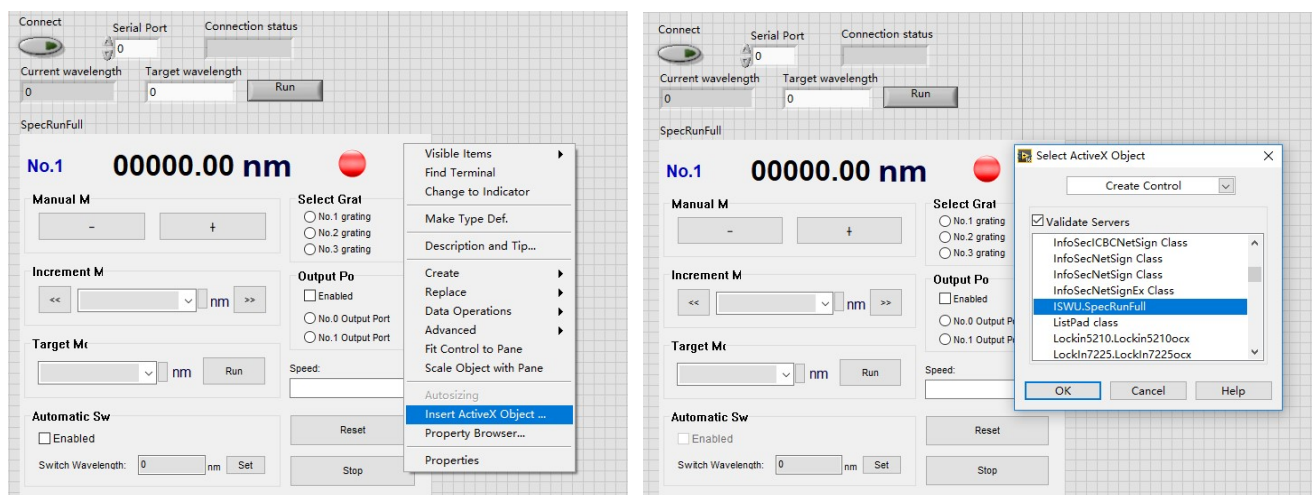 Connect
Serial Port
Connection status
0
Current wavelength
Target wavelength
0
0
Run
SpecRunFull
No.1
00000.00 nm
Manual M
-
+
Select Grat
No.1 grating
No.2 grating
No.3 grating
Increment M
<<
nm
>>
Output Po
Enabled
No.0 Output Port
No.1 Output Port
Target Mo
nm
Run
Speed:
Automatic Sw
Enabled
Switch Wavelength:
0
nm
Set
Reset
Stop
Visible Items
Find Terminal
Change to Indicator
Make Type Def.
Description and Tip...
Create
Replace
Data Operations
Advanced
Fit Control to Pane
Scale Object with Pane
Autosizing
Insert ActiveX Object ...
Property Browser...
Properties
Connect
Serial Port
Connection status
0
Current wavelength
Target wavelength
0
0
Run
SpecRunFull
No.1
00000.00 nm
Manual M
-
+
Select Grat
No.1 grating
No.2 grating
No.3 grating
Increment M
<<
nm
>>
Output Po
Enabled
No.0 Output P
No.1 Output P
Target Mo
nm
Run
Speed:
Automatic Sw
Enabled
Switch Wavelength:
0
nm
Set
Reset
Stop
Select ActiveX Object
Create Control
Validate Servers
InfoSecICBCNetSign Class
InfoSecNetSign Class
InfoSecNetSign Class
InfoSecNetSignEx Class
ISWU.SpecRunFull
ListPad class
Lockin5210.Lockin5210ocx
LockIn7225.LockIn7225ocx
OK
Cancel
Help